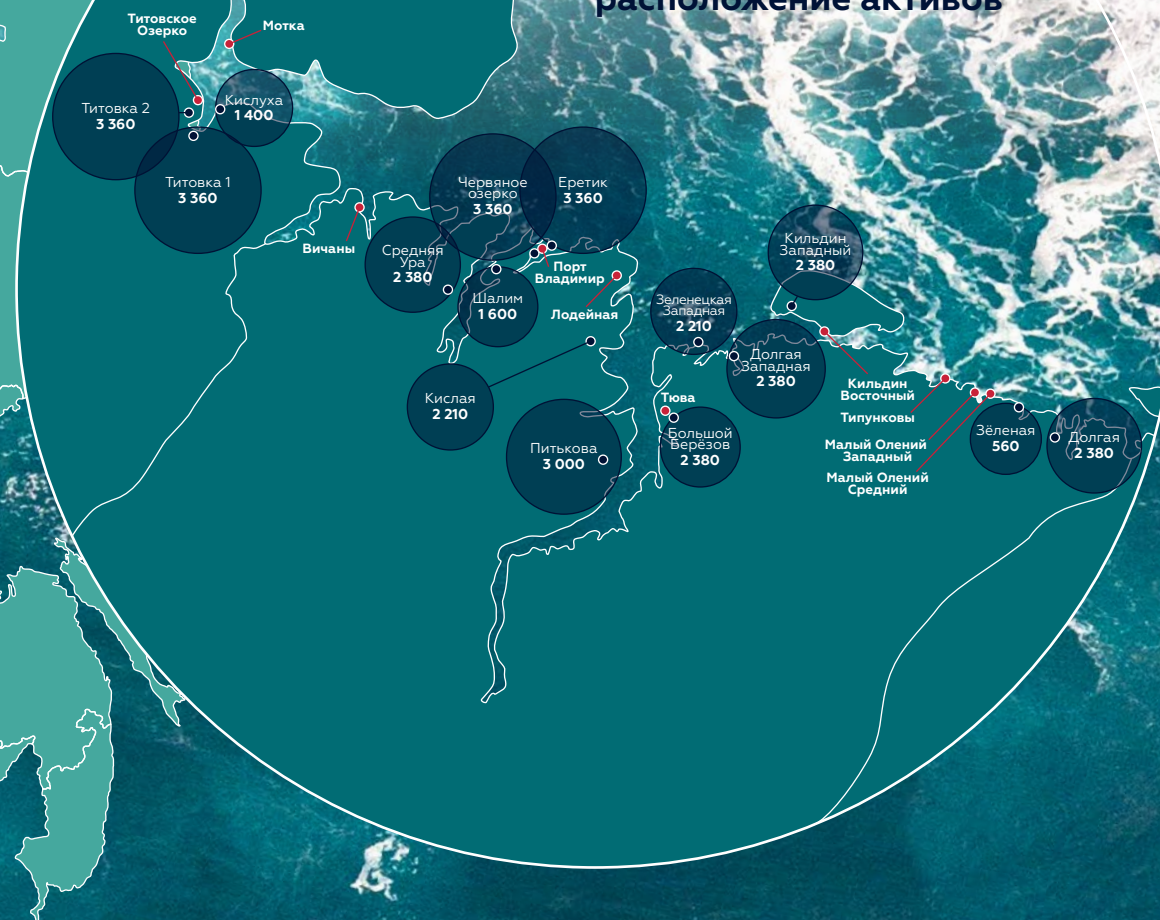 расположение активов
Титовское
Озерко
Мотка
Титовка 2
3 360
Кислуха
1 400
Титовка 1
3 360
Червяное
озерко
3 360
Еретик
3 360
Вичаны
Средняя
Ура
2 380
Порт
Владимир
Кильдин
Западный
2 380
Шалим
1 600
Лодейная
Зеленецкая
Западная
2 210
Долгая
Западная
2 380
Кильдин
Восточный
Кислая
2 210
Тюва
Типунковы
Большой
Берёзов
2 380
Питькова
3 000
Малый Олений
Западный
Зёленая
560
Долгая
2 380
Малый Олений
Средний